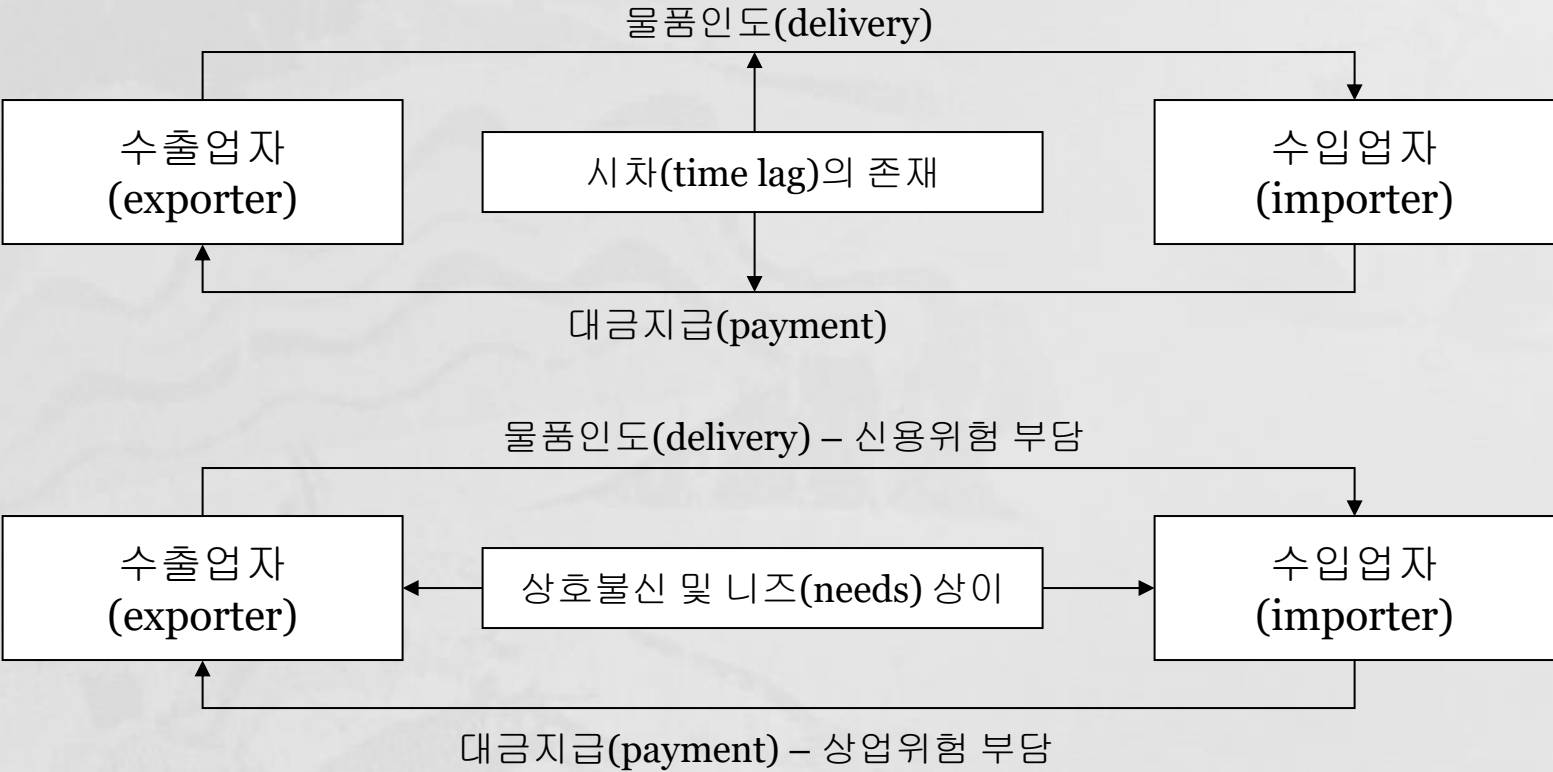 물품인도(delivery)
수출업자
(exporter)
시차(time lag)의 존재
수입업자
(importer)
대금지급(payment)
물품인도(delivery) – 신용위험 부담
수출업자
(exporter)
상호불신 및 니즈(needs) 상이
수입업자
(importer)
대금지급(payment) – 상업위험 부담